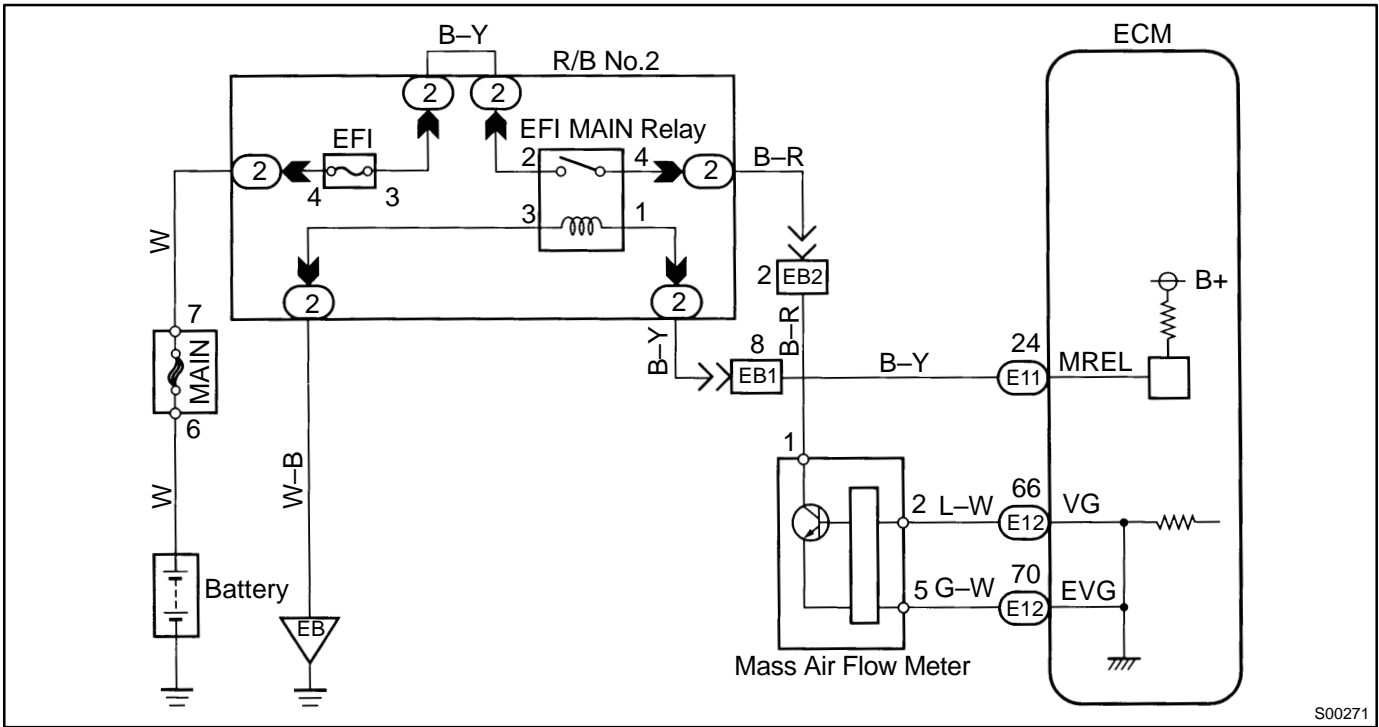 B–Y
ECM
R/B No.2
2
2
EFI
EFI MAIN Relay
2
4
3
2
4
2
B–R
3
1
W
2
2
2
EB2
B+
7
MAIN
6
B–Y
8
EB1
B–R
B–Y
24
E11
MREL
W
W–B
1
2
L–W
66
E12
VG
Battery
EB
5
G–W
70
E12
EVG
Mass Air Flow Meter
S00271